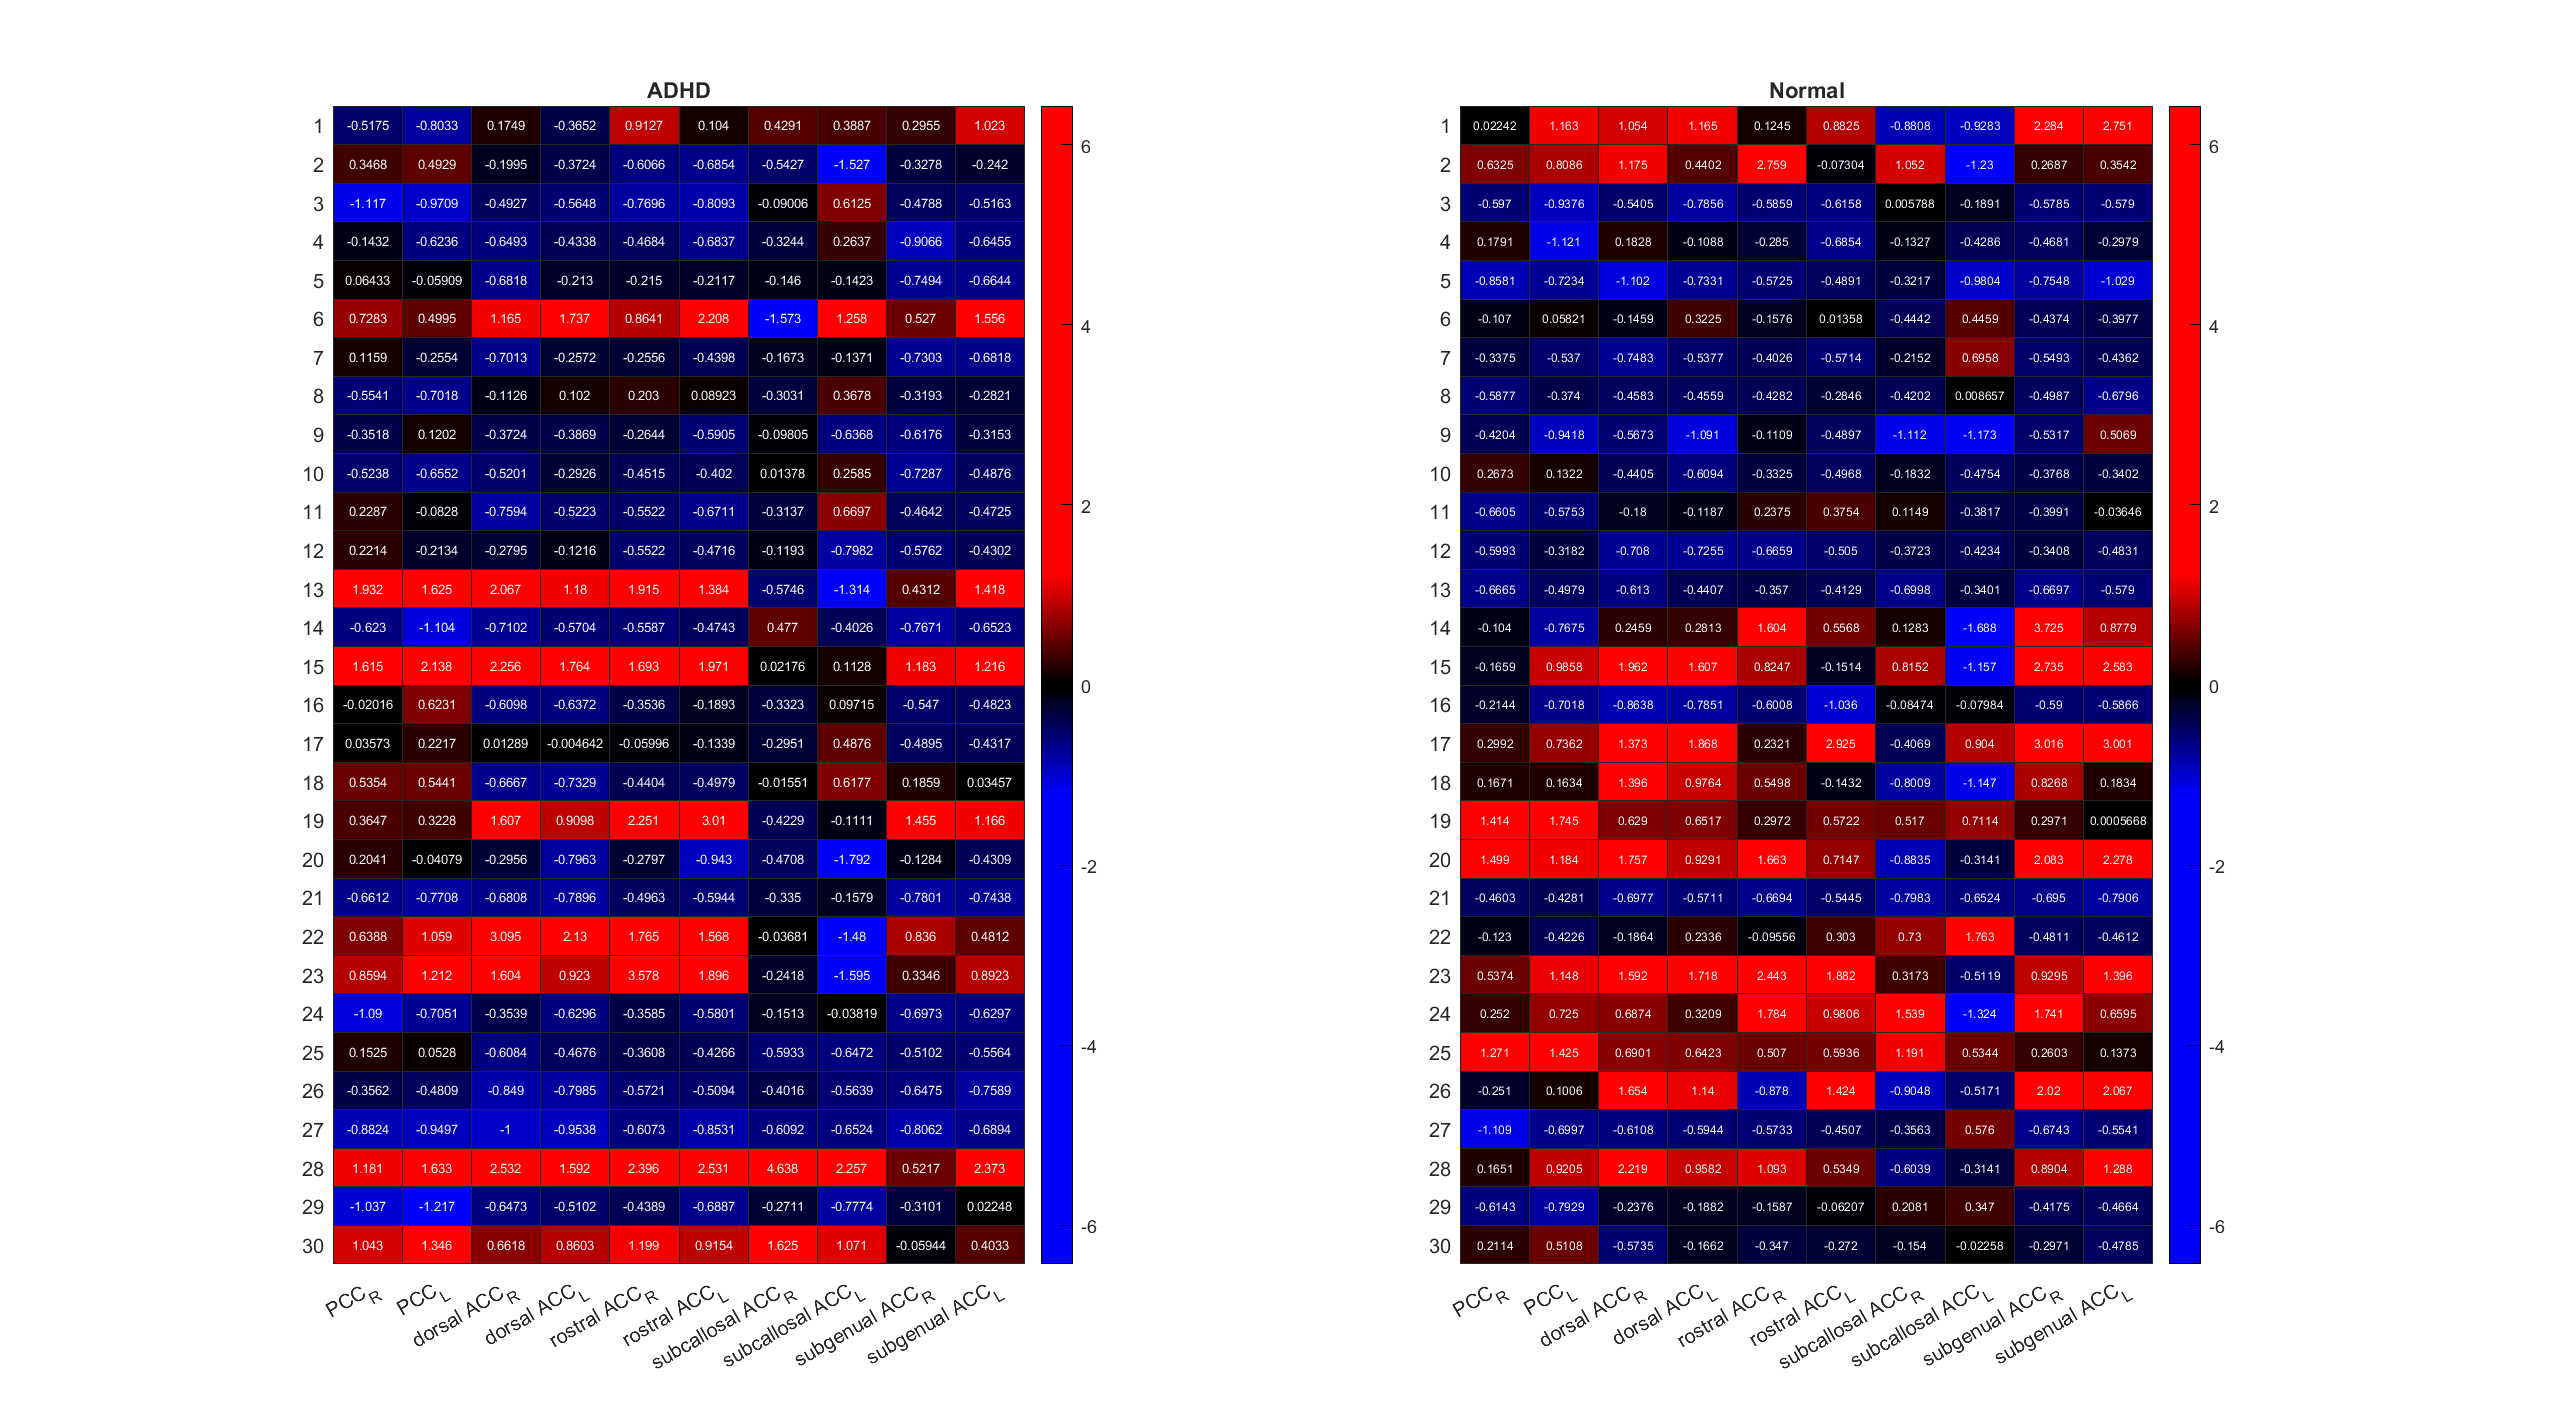 ADHD
1 -0.5175 -0.8033 0.1749 -0.3652 0.9127 0.104 0.4291 0.3887 0.2955 1.023
2 0.3468 0.4929 -0.1995 -0.3724 -0.6066 -0.6854 -0.5427 -1.527 -0.3278 -0.242
3 -1.117 -0.9709 -0.4927 -0.5648 -0.7696 -0.8093 -0.09006 0.6125 -0.4788 -0.5163
4 -0.1432 -0.6236 -0.6493 -0.4338 -0.4684 -0.6837 -0.3244 0.2637 -0.9066 -0.6455
5 0.06433 -0.05909 -0.6818 -0.213 -0.215 -0.2117 -0.146 -0.1423 -0.7494 -0.6644
6 0.7283 0.4995 1.165 1.737 0.8641 2.208 -1.573 1.258 0.527 1.556
7 0.1159 -0.2554 -0.7013 -0.2572 -0.2556 -0.4398 -0.1673 -0.1371 -0.7303 -0.6818
8 -0.5541 -0.7018 -0.1126 0.102 0.203 0.08923 -0.3031 0.3678 -0.3193 -0.2821
9 -0.3518 0.1202 -0.3724 -0.3869 -0.2644 -0.5905 -0.09805 -0.6368 -0.6176 -0.3153
10 -0.5238 -0.6552 -0.5201 -0.2926 -0.4515 -0.402 0.01378 0.2585 -0.7287 -0.4876
11 0.2287 -0.0828 -0.7594 -0.5223 -0.5522 -0.6711 -0.3137 0.6697 -0.4642 -0.4725
12 0.2214 -0.2134 -0.2795 -0.1216 -0.5522 -0.4716 -0.1193 -0.7982 -0.5762 -0.4302
13 1.932 1.625 2.067 1.18 1.915 1.384 -0.5746 -1.314 0.4312 1.418
14 -0.623 -1.104 -0.7102 -0.5704 -0.5587 -0.4743 0.477 -0.4026 -0.7671 -0.6523
15 1.615 2.138 2.256 1.764 1.693 1.971 0.02176 0.1128 1.183 1.216
16 -0.02016 0.6231 -0.6098 -0.6372 -0.3536 -0.1893 -0.3323 0.09715 -0.547 -0.4823
17 0.03573 0.2217 0.01289 -0.004642 -0.05996 -0.1339 -0.2951 0.4876 -0.4895 -0.4317
18 0.5354 0.5441 -0.6667 -0.7329 -0.4404 -0.4979 -0.01551 0.6177 0.1859 0.03457
19 0.3647 0.3228 1.607 0.9098 2.251 3.01 -0.4229 -0.1111 1.455 1.166
20 0.2041 -0.04079 -0.2956 -0.7963 -0.2797 -0.943 -0.4708 -1.792 -0.1284 -0.4309
21 -0.6612 -0.7708 -0.6808 -0.7896 -0.4963 -0.5944 -0.335 -0.1579 -0.7801 -0.7438
22 0.6388 1.059 3.095 2.13 1.765 1.568 -0.03681 -1.48 0.836 0.4812
23 0.8594 1.212 1.604 0.923 3.578 1.896 -0.2418 -1.595 0.3346 0.8923
24 -1.09 -0.7051 -0.3539 -0.6296 -0.3585 -0.5801 -0.1513 -0.03819 -0.6973 -0.6297
25 0.1525 0.0528 -0.6084 -0.4676 -0.3608 -0.4266 -0.5933 -0.6472 -0.5102 -0.5564
26 -0.3562 -0.4809 -0.849 -0.7985 -0.5721 -0.5094 -0.4016 -0.5639 -0.6475 -0.7589
27 -0.8824 -0.9497 -1 -0.9538 -0.6073 -0.8531 -0.6092 -0.6524 -0.8062 -0.6894
28 1.181 1.633 2.532 1.592 2.396 2.531 4.638 2.257 0.5217 2.373
29 -1.037 -1.217 -0.6473 -0.5102 -0.4389 -0.6887 -0.2711 -0.7774 -0.3101 0.02248
30 1.043 1.346 0.6618 0.8603 1.199 0.9154 1.625 1.071 -0.05944 0.4033
PCC_R PCC_L dorsal ACC_R dorsal ACC_L rostral ACC_R rostral ACC_L subcallosal ACC_R subcallosal ACC_L subgenual ACC_R subgenual ACC_L
6
4
2
0
-2
-4
-6
Normal
1 0.02242 1.163 1.054 1.165 0.1245 0.8825 -0.8808 -0.9283 2.284 2.751
2 0.6325 0.8086 1.175 0.4402 2.759 -0.07304 1.052 -1.23 0.2687 0.3542
3 -0.597 -0.9376 -0.5405 -0.7856 -0.5859 -0.6158 0.005788 -0.1891 -0.5785 -0.579
4 0.1791 -1.121 0.1828 -0.1088 -0.285 -0.6854 -0.1327 -0.4286 -0.4681 -0.2979
5 -0.8581 -0.7234 -1.102 -0.7331 -0.5725 -0.4891 -0.3217 -0.9804 -0.7548 -1.029
6 -0.107 0.05821 -0.1459 0.3225 -0.1576 0.01358 -0.4442 0.4459 -0.4374 -0.3977
7 -0.3375 -0.537 -0.7483 -0.5377 -0.4026 -0.5714 -0.2152 0.6958 -0.5493 -0.4362
8 -0.5877 -0.374 -0.4583 -0.4559 -0.4282 -0.2846 -0.4202 0.008657 -0.4987 -0.6796
9 -0.4204 -0.9418 -0.5673 -1.091 -0.1109 -0.4897 -1.112 -1.173 -0.5317 0.5069
10 0.2673 0.1322 -0.4405 -0.6094 -0.3325 -0.4968 -0.1832 -0.4754 -0.3768 -0.3402
11 -0.6605 -0.5753 -0.18 -0.1187 0.2375 0.3754 0.1149 -0.3817 -0.3991 -0.03646
12 -0.5993 -0.3182 -0.708 -0.7255 -0.6659 -0.505 -0.3723 -0.4234 -0.3408 -0.4831
13 -0.6665 -0.4979 -0.613 -0.4407 -0.357 -0.4129 -0.6998 -0.3401 -0.6697 -0.579
14 -0.104 -0.7675 0.2459 0.2813 1.604 0.5568 0.1283 -1.688 3.725 0.8779
15 -0.1659 0.9858 1.962 1.607 0.8247 -0.1514 0.8152 -1.157 2.735 2.583
16 -0.2144 -0.7018 -0.8638 -0.7851 -0.6008 -1.036 -0.08474 -0.07984 -0.59 -0.5866
17 0.2992 0.7362 1.373 1.868 0.2321 2.925 -0.4069 0.904 3.016 3.001
18 0.1671 0.1634 1.396 0.9764 0.5498 -0.1432 -0.8009 -1.147 0.8268 0.1834
19 1.414 1.745 0.629 0.6517 0.2972 0.5722 0.517 0.7114 0.2971 0.0005668
20 1.499 1.184 1.757 0.9291 1.663 0.7147 -0.8835 -0.3141 2.083 2.278
21 -0.4603 -0.4281 -0.6977 -0.5711 -0.6694 -0.5445 -0.7983 -0.6524 -0.695 -0.7906
22 -0.123 -0.4226 -0.1864 0.2336 -0.09556 0.303 0.73 1.763 -0.4811 -0.4612
23 0.5374 1.148 1.592 1.718 2.443 1.882 0.3173 -0.5119 0.9295 1.396
24 0.252 0.725 0.6874 0.3209 1.784 0.9806 1.539 -1.324 1.741 0.6595
25 1.271 1.425 0.6901 0.6423 0.507 0.5936 1.191 0.5344 0.2603 0.1373
26 -0.251 0.1006 1.654 1.14 -0.878 1.424 -0.9048 -0.5171 2.02 2.067
27 -1.109 -0.6997 -0.6108 -0.5944 -0.5733 -0.4507 -0.3563 0.576 -0.6743 -0.5541
28 0.1651 0.9205 2.219 0.9582 1.093 0.5349 -0.6039 -0.3141 0.8904 1.288
29 -0.6143 -0.7929 -0.2376 -0.1882 -0.1587 -0.06207 0.2081 0.347 -0.4175 -0.4664
30 0.2114 0.5108 -0.5735 -0.1662 -0.347 -0.272 -0.154 -0.02258 -0.2971 -0.4785
PCC_R PCC_L dorsal ACC_R dorsal ACC_L rostral ACC_R rostral ACC_L subcallosal ACC_R subcallosal ACC_L subgenual ACC_R subgenual ACC_L
6
4
2
0
-2
-4
-6